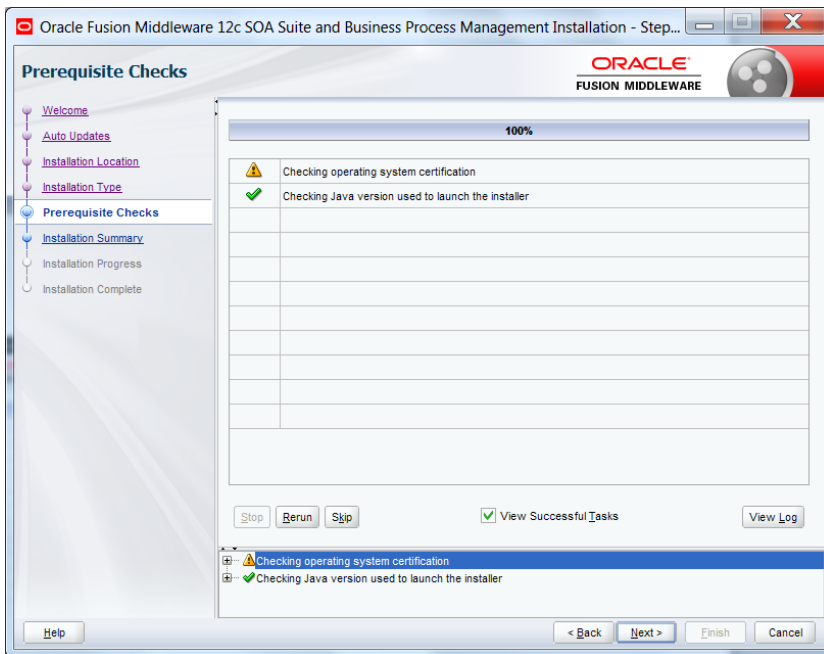 Oracle Fusion Middleware 12c SOA Suite and Business Process Management Installation - Step...
Prerequisite Checks
ORACLE
FUSION MIDDLEWARE
Welcome
Auto Updates
Installation Location
Installation Type
Prerequisite Checks
Installation Summary
Installation Progress
Installation Complete
100%
Checking operating system certification
Checking Java version used to launch the installer
Stop
Rerun
Skip
View Successful Tasks
View Log
Checking operating system certification
Checking Java version used to launch the installer
Help
< Back
Next >
Finish
Cancel